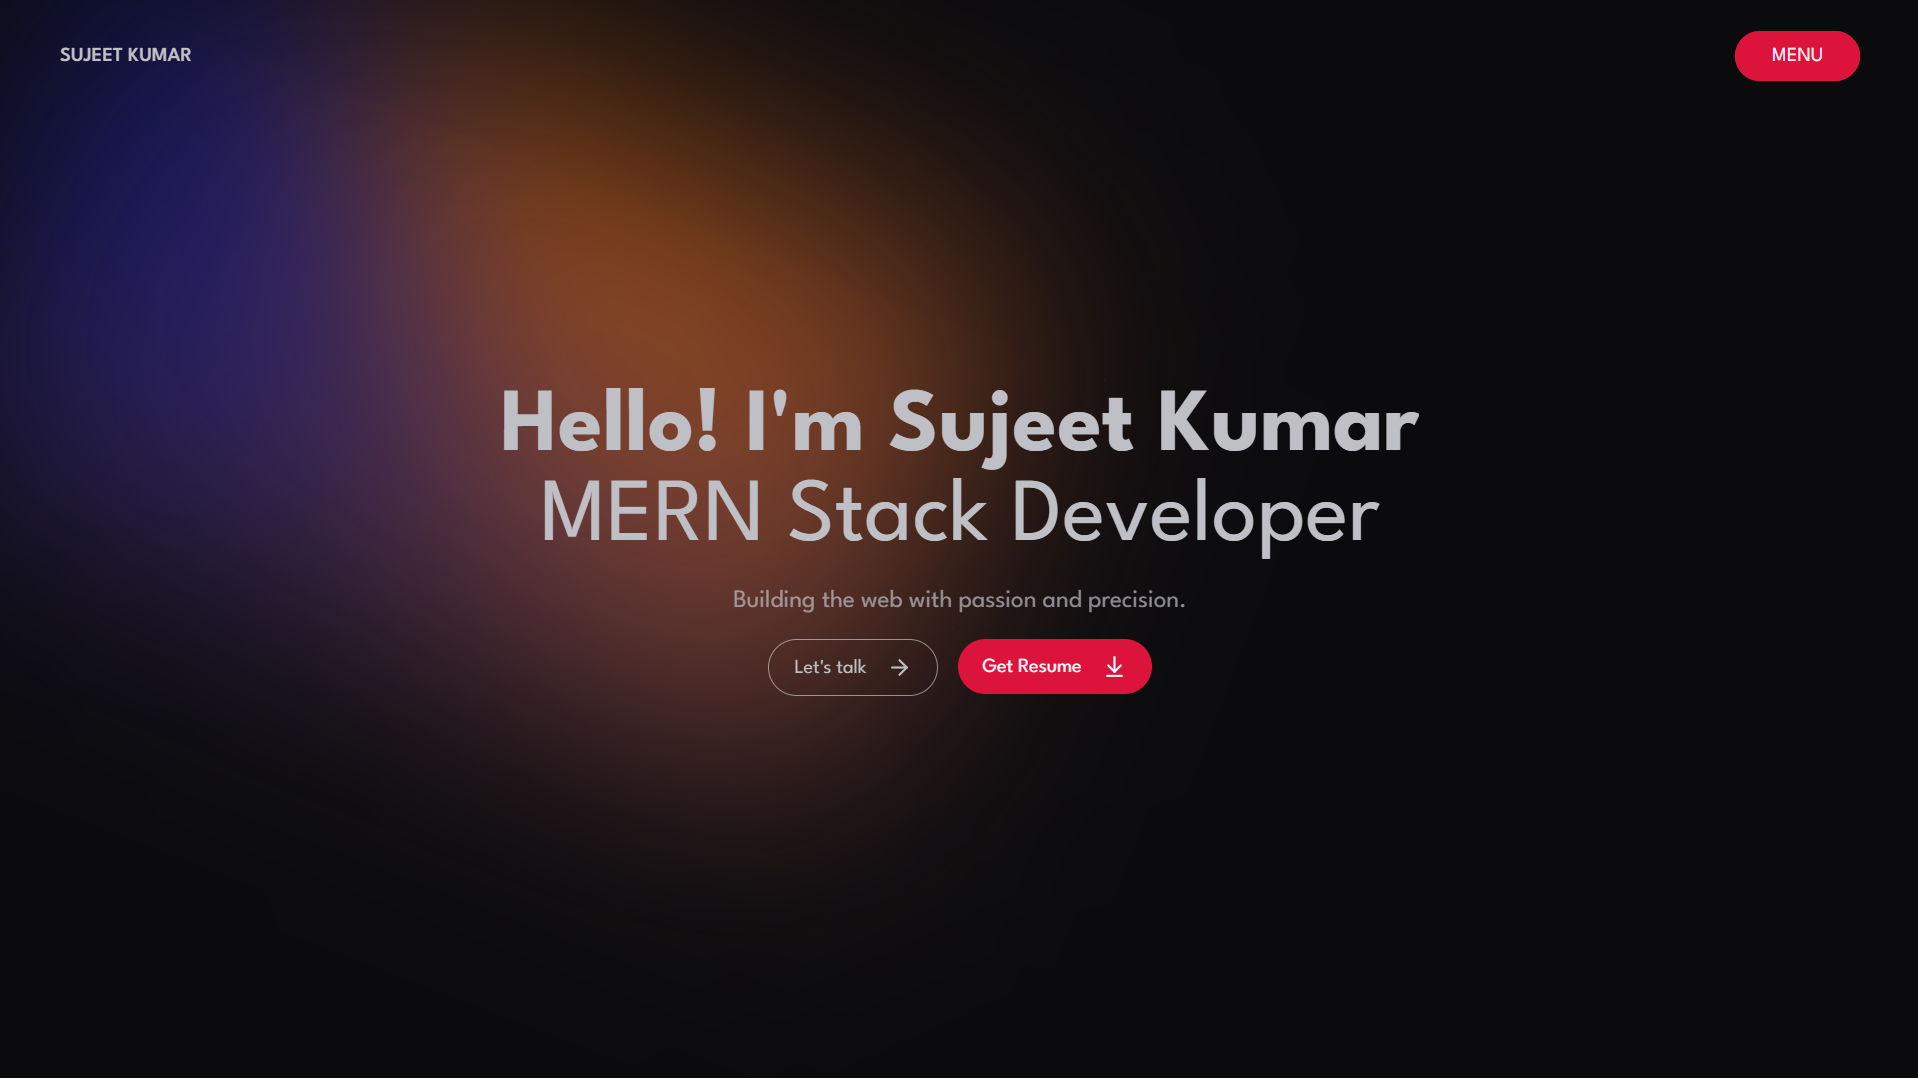 SUJEET KUMAR
MENU
Hello! I'm Sujeet Kumar
MERN Stack Developer
Building the web with passion and precision.
Let's talk
Get Resume